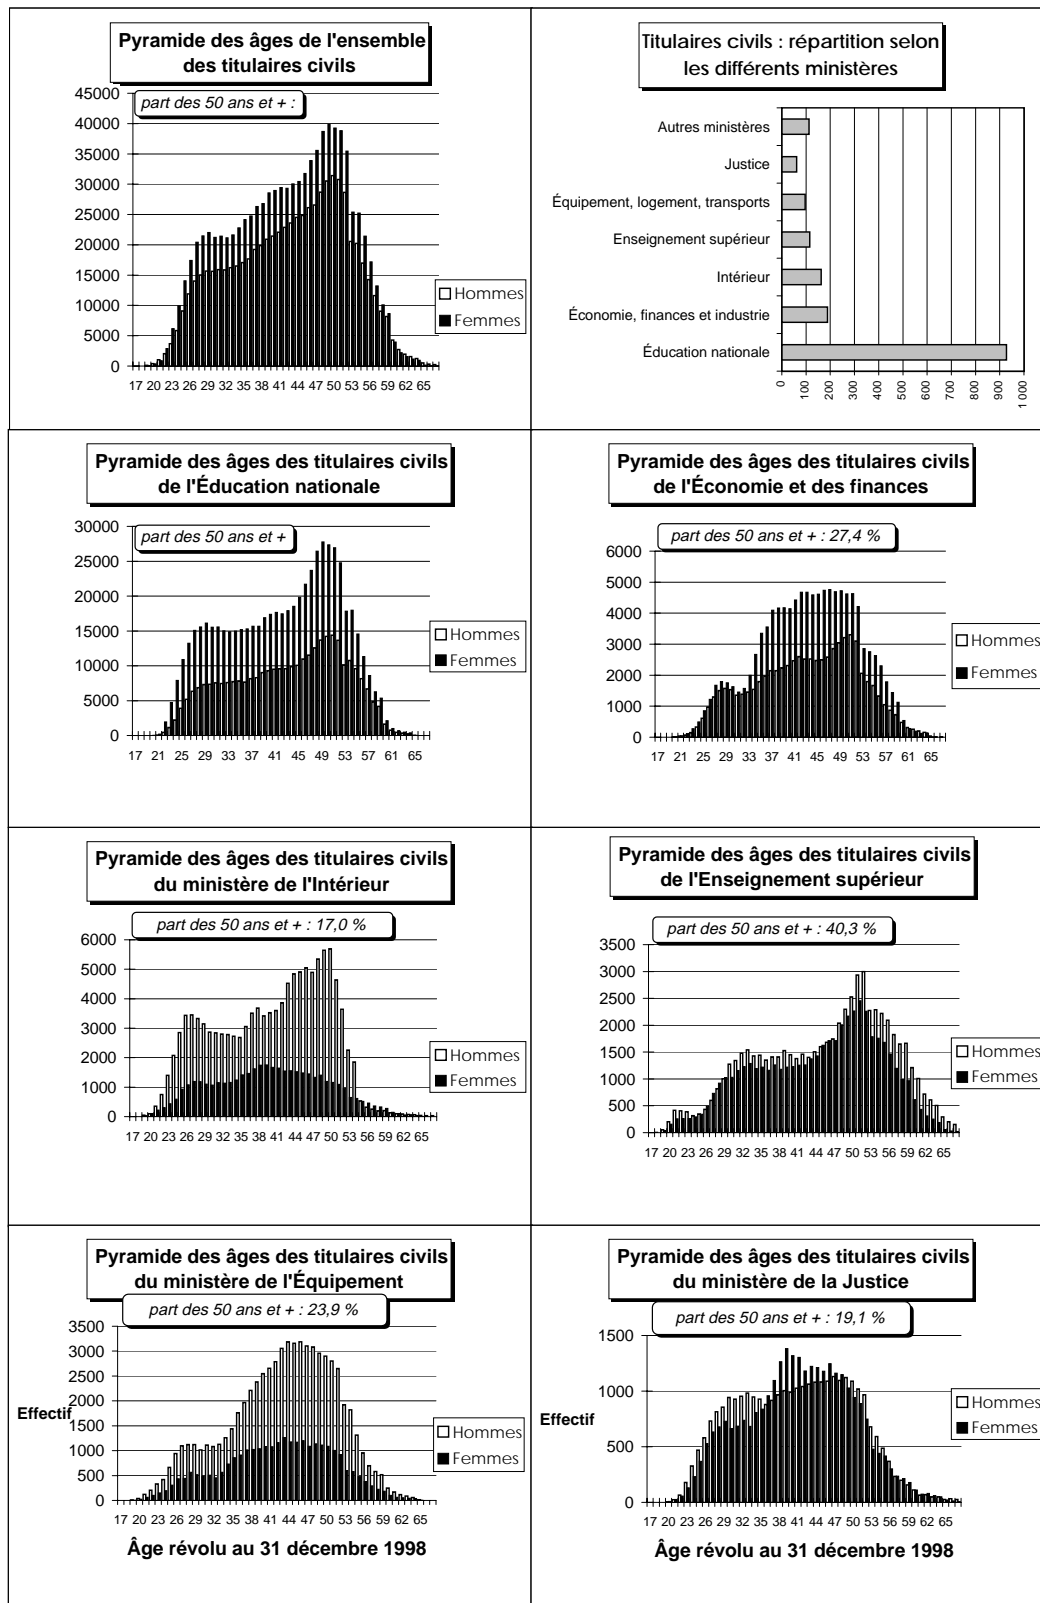 Pyramide des âges de l'ensemble
des titulaires civils
part des 50 ans et + :
45000
40000
35000
30000
25000
20000
15000
10000
5000
0
17 20 23 26 29 32 35 38 41 44 47 50 53 56 59 62 65
Hommes
Femmes
Titulaires civils : répartition selon
les différents ministères
Autres ministères
Justice
Équipement, logement, transports
Enseignement supérieur
Intérieur
Économie, finances et industrie
Éducation nationale
0 100 200 300 400 500 600 700 800 900 1 000
Pyramide des âges des titulaires civils
de l'Éducation nationale
part des 50 ans et +
30000
25000
20000
15000
10000
5000
0
17 21 25 29 33 37 41 45 49 53 57 61 65
Hommes
Femmes
Pyramide des âges des titulaires civils
de l'Économie et des finances
part des 50 ans et + : 27,4 %
6000
5000
4000
3000
2000
1000
0
17 21 25 29 33 37 41 45 49 53 57 61 65
Hommes
Femmes
Pyramide des âges des titulaires civils
du ministère de l'Intérieur
part des 50 ans et + : 17,0 %
6000
5000
4000
3000
2000
1000
0
17 20 23 26 29 32 35 38 41 44 47 50 53 56 59 62 65
Hommes
Femmes
Pyramide des âges des titulaires civils
de l'Enseignement supérieur
part des 50 ans et + : 40,3 %
3500
3000
2500
2000
1500
1000
500
0
17 20 23 26 29 32 35 38 41 44 47 50 53 56 59 62 65
Hommes
Femmes
Pyramide des âges des titulaires civils
du ministère de l'Équipement
part des 50 ans et + : 23,9 %
3500
3000
2500
2000
1500
1000
500
0
Effectif
17 20 23 26 29 32 35 38 41 44 47 50 53 56 59 62 65
Hommes
Femmes
Âge révolu au 31 décembre 1998
Pyramide des âges des titulaires civils
du ministère de la Justice
part des 50 ans et + : 19,1 %
1500
1000
500
0
Effectif
17 20 23 26 29 32 35 38 41 44 47 50 53 56 59 62 65
Hommes
Femmes
Âge révolu au 31 décembre 1998